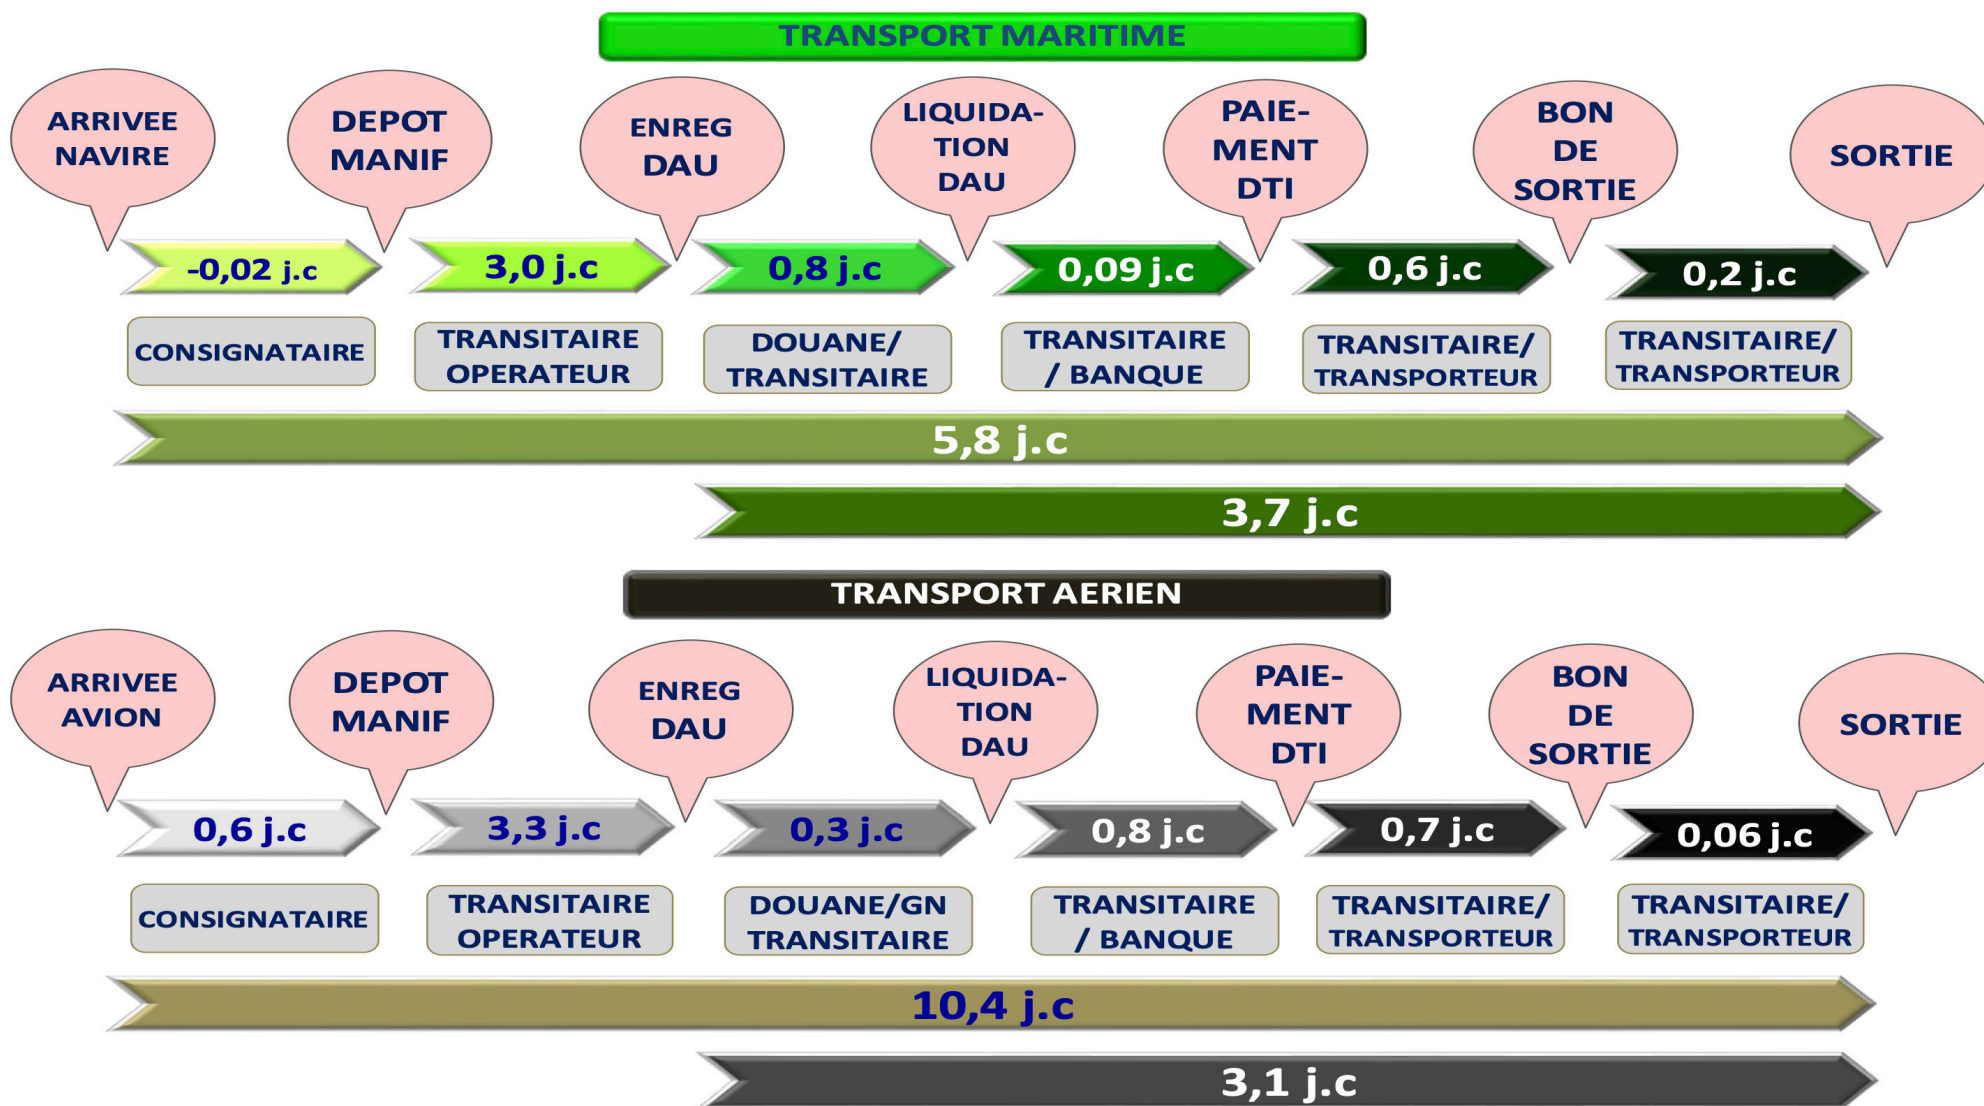 TRANSPORT MARITIME
ARRIVEE
NAVIRE
DEPOT
MANIF
ENREG
DAU
LIQUIDA-
TION
DAU
PAIE-
MENT
DTI
BON
DE
SORTIE
SORTIE
-0,02 j.c
3,0 j.c
0,8 j.c
0,09 j.c
0,6 j.c
0,2 j.c
CONSIGNATAIRE
TRANSITAIRE
OPERATEUR
DOUANE/
TRANSITAIRE
TRANSITAIRE
/ BANQUE
TRANSITAIRE/
TRANSPORTEUR
TRANSITAIRE/
TRANSPORTEUR
5,8 j.c
3,7 j.c
TRANSPORT AERIEN
ARRIVEE
AVION
DEPOT
MANIF
ENREG
DAU
LIQUIDA-
TION
DAU
PAIE-
MENT
DTI
BON
DE
SORTIE
SORTIE
0,6 j.c
3,3 j.c
0,3 j.c
0,8 j.c
0,7 j.c
0,06 j.c
CONSIGNATAIRE
TRANSITAIRE
OPERATEUR
DOUANE/GN
TRANSITAIRE
TRANSITAIRE
/ BANQUE
TRANSITAIRE/
TRANSPORTEUR
TRANSITAIRE/
TRANSPORTEUR
10,4 j.c
3,1 j.c